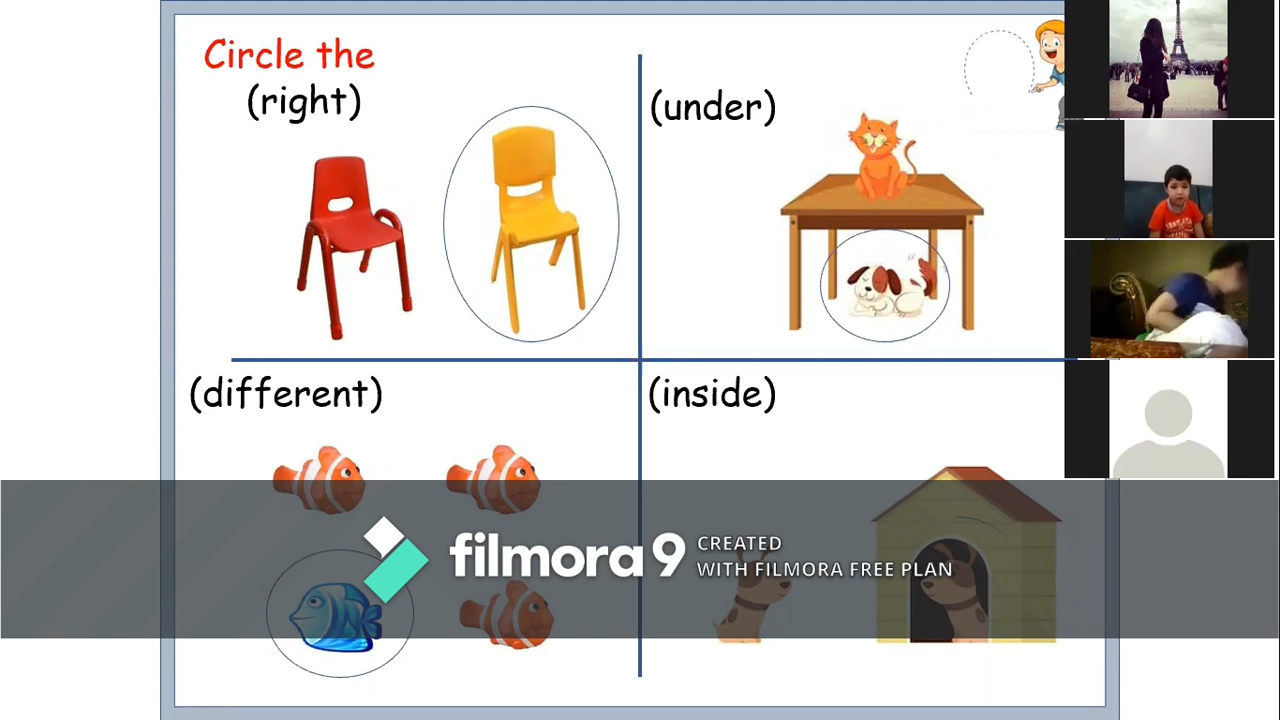 Circle the
(right)
(under)
(different)
(inside)
filmora9
CREATED
WITH FILMORA FREE PLAN